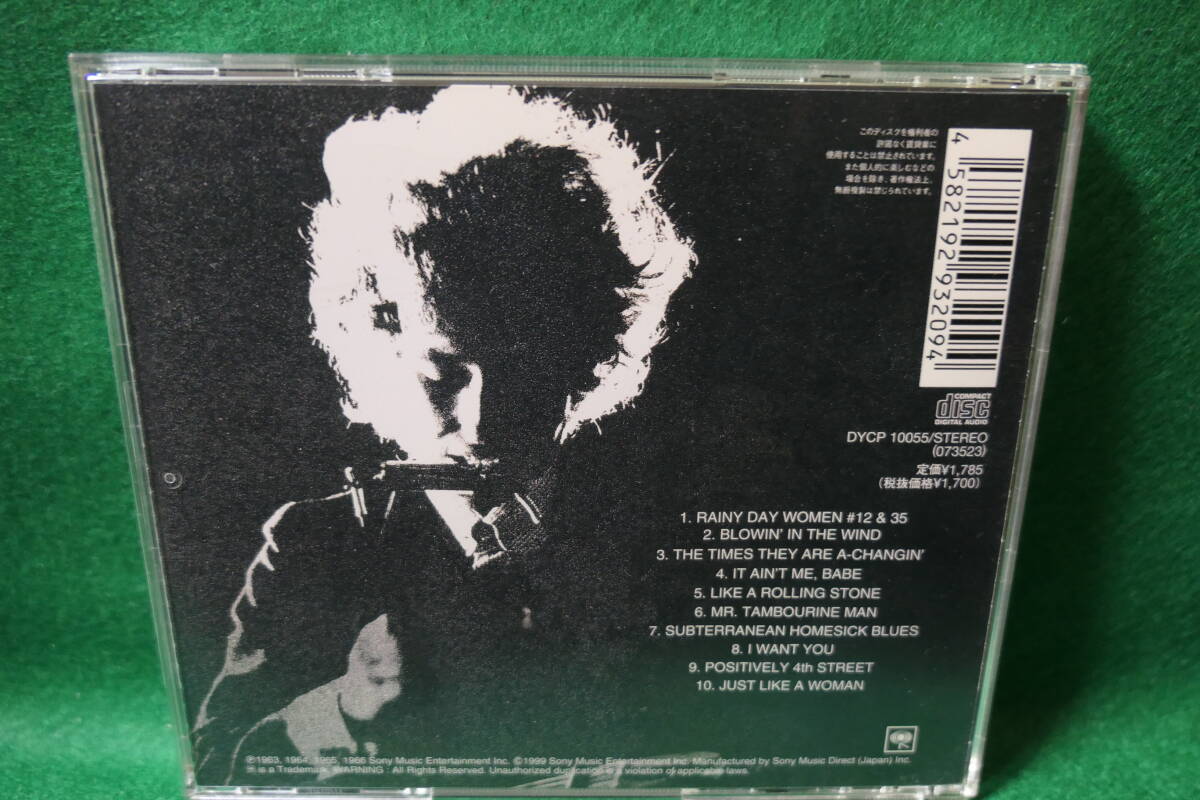 このディスクを権利者の
許諾なく賃貸業に
使用することは禁止されています。
また個人的に楽しむなどの
場合を除き、著作権法上、
無断複製は禁じられています。
4 582192 932094
COMPACT
disc
DIGITAL AUDIO
DYCP 10055/STEREO
(073523)
定価¥1,785
(税抜価格¥1,700)
1. RAINY DAY WOMEN #12 & 35
2. BLOWIN' IN THE WIND
3. THE TIMES THEY ARE A-CHANGIN'
4. IT AIN'T ME, BABE
5. LIKE A ROLLING STONE
6. MR. TAMBOURINE MAN
7. SUBTERRANEAN HOMESICK BLUES
8. I WANT YOU
9. POSITIVELY 4th STREET
10. JUST LIKE A WOMAN
℗1963, 1964, 1965, 1966 Sony Music Entertainment Inc. ©1999 Sony Music Entertainment Inc. Manufactured by Sony Music Direct (Japan) Inc.
is a Trademark. WARNING : All Rights Reserved. Unauthorized duplication is a violation of applicable laws.